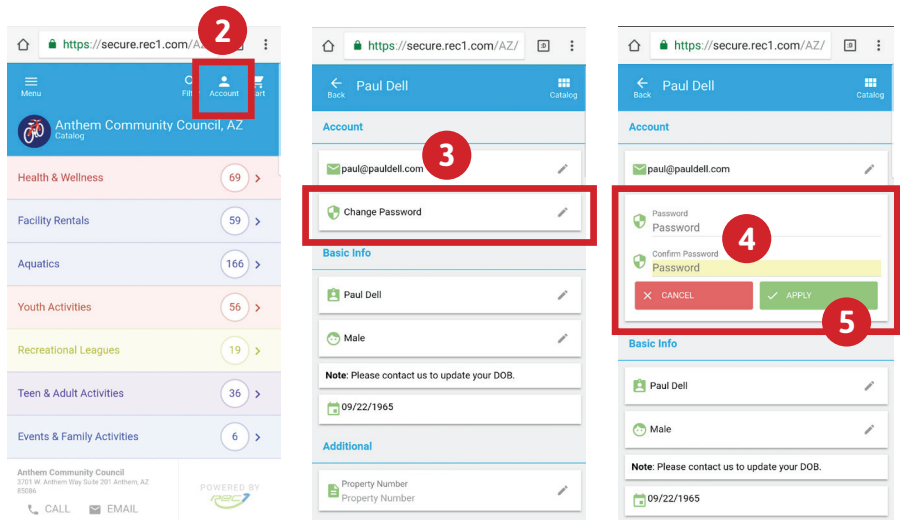 2
https://secure.rec1.com/AZ
Menu
Filter
Account
Cart
Anthem Community Council, AZ
Catalog
Health & Wellness
69
Facility Rentals
59
Aquatics
166
Youth Activities
56
Recreational Leagues
19
Teen & Adult Activities
36
Events & Family Activities
6
Anthem Community Council
3701 W. Anthem Way Suite 201 Anthem, AZ
85086
CALL
EMAIL
POWERED BY
rec1
https://secure.rec1.com/AZ/
:D
Back
Paul Dell
Catalog
Account
3
paul@pauldell.com
Change Password
Basic Info
Paul Dell
Male
Note: Please contact us to update your DOB.
09/22/1965
Additional
Property Number
Property Number
https://secure.rec1.com/AZ/
:D
Back
Paul Dell
Catalog
Account
paul@pauldell.com
Password
Password
4
Confirm Password
Password
CANCEL
APPLY
5
Basic Info
Paul Dell
Male
Note: Please contact us to update your DOB.
09/22/1965